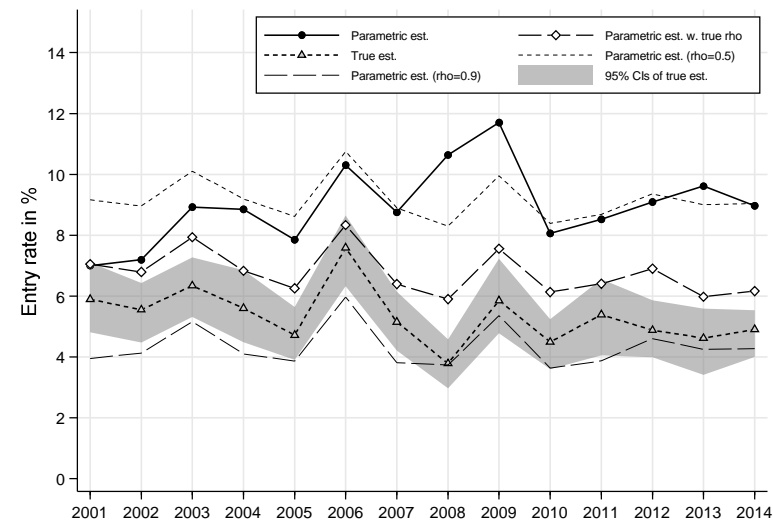 Parametric est.
Parametric est. w. true rho
True est.
Parametric est. (rho=0.5)
Parametric est. (rho=0.9)
95% CIs of true est.
Entry rate in %
14
12
10
8
6
4
2
0
2001 2002 2003 2004 2005 2006 2007 2008 2009 2010 2011 2012 2013 2014